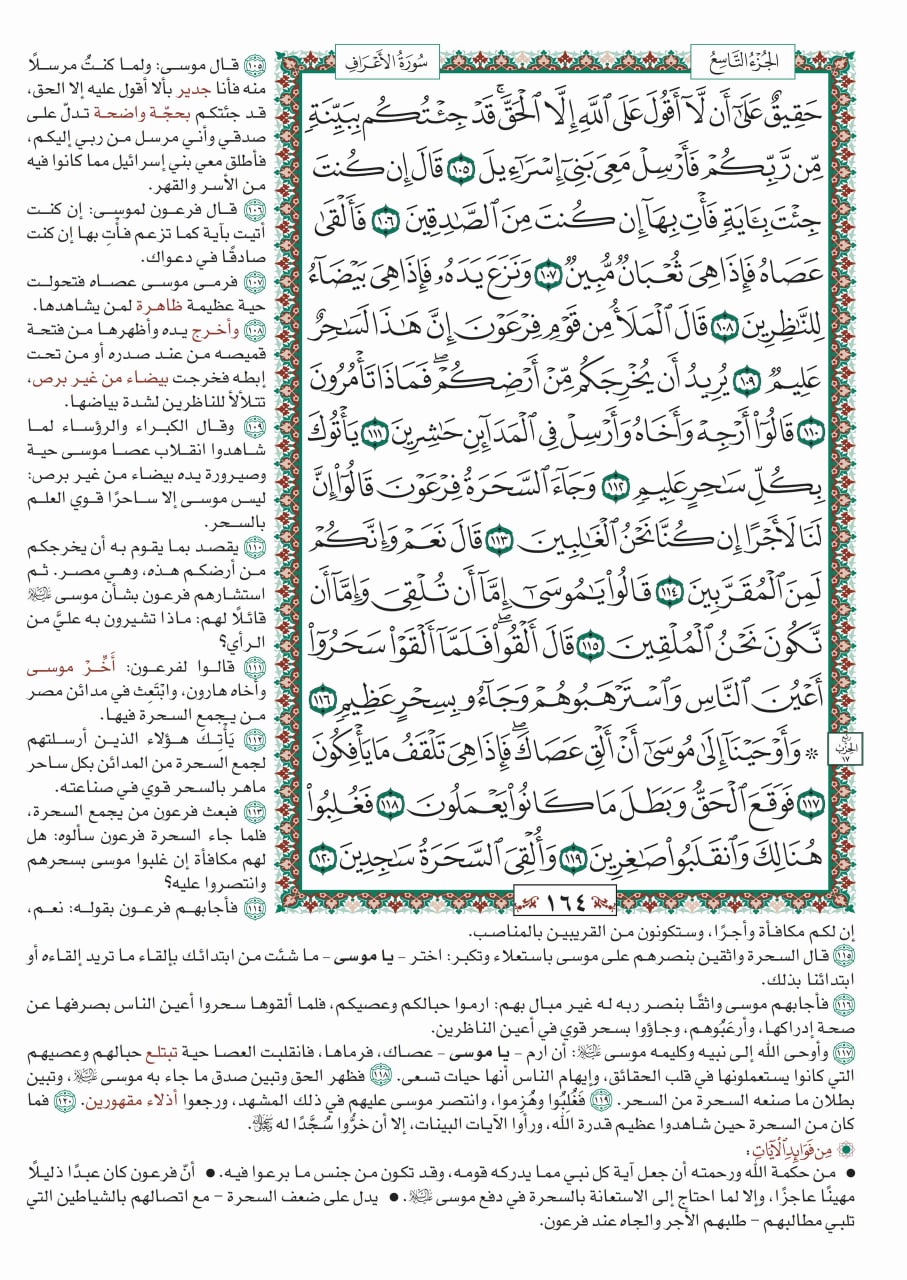 الجُزْءُ التَّاسِعُ
سُورَةُ الأَعْرَافِ
حَقِيقٌ عَلَىٰٓ أَن لَّآ أَقُولَ عَلَى ٱللَّهِ إِلَّا ٱلْحَقَّۚ قَدْ جِئْتُكُم بِبَيِّنَةٖ
مِّن رَّبِّكُمْ فَأَرْسِلْ مَعِيَ بَنِيٓ إِسْرَٰٓءِيلَ ١٠٥ قَالَ إِن كُنتَ
جِئْتَ بِـَٔايَةٖ فَأْتِ بِهَآ إِن كُنتَ مِنَ ٱلصَّٰدِقِينَ ١٠٦ فَأَلْقَىٰ
عَصَاهُ فَإِذَا هِيَ ثُعْبَانٞ مُّبِينٞ ١٠٧ وَنَزَعَ يَدَهُۥ فَإِذَا هِيَ بَيْضَآءُ
لِلنَّٰظِرِينَ ١٠٨ قَالَ ٱلْمَلَأُ مِن قَوْمِ فِرْعَوْنَ إِنَّ هَٰذَا لَسَٰحِرٌ
عَلِيمٞ ١٠٩ يُرِيدُ أَن يُخْرِجَكُم مِّنْ أَرْضِكُمْۖ فَمَاذَا تَأْمُرُونَ
١١٠ قَالُوٓاْ أَرْجِهْ وَأَخَاهُ وَأَرْسِلْ فِي ٱلْمَدَآئِنِ حَٰشِرِينَ ١١١ يَأْتُوكَ
بِكُلِّ سَٰحِرٍ عَلِيمٖ ١١٢ وَجَآءَ ٱلسَّحَرَةُ فِرْعَوْنَ قَالُوٓاْ إِنَّ
لَنَا لَأَجْرًا إِن كُنَّا نَحْنُ ٱلْغَٰلِبِينَ ١١٣ قَالَ نَعَمْ وَإِنَّكُمْ
لَمِنَ ٱلْمُقَرَّبِينَ ١١٤ قَالُواْ يَٰمُوسَىٰٓ إِمَّآ أَن تُلْقِيَ وَإِمَّآ أَن
نَّكُونَ نَحْنُ ٱلْمُلْقِينَ ١١٥ قَالَ أَلْقُواْۖ فَلَمَّآ أَلْقَوْاْ سَحَرُوٓاْ
أَعْيُنَ ٱلنَّاسِ وَٱسْتَرْهَبُوهُمْ وَجَآءُو بِسِحْرٍ عَظِيمٖ ١١٦
۞ وَأَوْحَيْنَآ إِلَىٰ مُوسَىٰٓ أَنْ أَلْقِ عَصَاكَۖ فَإِذَا هِيَ تَلْقَفُ مَا يَأْفِكُونَ
١١٧ فَوَقَعَ ٱلْحَقُّ وَبَطَلَ مَا كَانُواْ يَعْمَلُونَ ١١٨ فَغُلِبُواْ
هُنَالِكَ وَٱنقَلَبُواْ صَٰغِرِينَ ١١٩ وَأُلْقِيَ ٱلسَّحَرَةُ سَٰجِدِينَ ١٢٠
ربع
الحزب
١٧
١٦٤
١٠٥ قال موسى: ولما كنتُ مرسلًا
منه فأنا جدير بألا أقول عليه إلا الحق،
قد جئتكم بحجّة واضحة تدلّ على
صدقي وأني مرسل من ربي إليكم،
فأطلق معي بني إسرائيل مما كانوا فيه
من الأسر والقهر.
١٠٦ قال فرعون لموسى: إن كنت
أتيت بآية كما تزعم فأْتِ بها إن كنت
صادقًا في دعواك.
١٠٧ فرمى موسى عصاه فتحولت
حية عظيمة ظاهرة لمن يشاهدها.
١٠٨ وأخرج يده وأظهرها من فتحة
قميصه من عند صدره أو من تحت
إبطه فخرجت بيضاء من غير برص،
تتلألأ للناظرين لشدة بياضها.
١٠٩ وقال الكبراء والرؤساء لما
شاهدوا انقلاب عصا موسى حية
وصيرورة يده بيضاء من غير برص:
ليس موسى إلا ساحرًا قوي العلم
بالسحر.
١١٠ يقصد بما يقوم به أن يخرجكم
من أرضكم هذه، وهي مصر. ثم
استشارهم فرعون بشأن موسى عليه السلام
قائلًا لهم: ماذا تشيرون به عليَّ من
الرأي؟
١١١ قالوا لفرعون: أَخِّرْ موسى
وأخاه هارون، وابْتَعِث في مدائن مصر
من يجمع السحرة فيها.
١١٢ يَأْتِكَ هؤلاء الذين أرسلتهم
لجمع السحرة من المدائن بكل ساحر
ماهر بالسحر قوي في صناعته.
١١٣ فبعث فرعون من يجمع السحرة،
فلما جاء السحرة فرعون سألوه: هل
لهم مكافأة إن غلبوا موسى بسحرهم
وانتصروا عليه؟
١١٤ فأجابهم فرعون بقوله: نعم،
إن لكم مكافأة وأجرًا، وستكونون من القريبين بالمناصب.
١١٥ قال السحرة واثقين بنصرهم على موسى باستعلاء وتكبر: اختر - يا موسى - ما شئت من ابتدائك بإلقاء ما تريد إلقاءه أو
ابتدائنا بذلك.
١١٦ فأجابهم موسى واثقًا بنصر ربه له غير مبال بهم: ارموا حبالكم وعصيكم، فلما ألقوها سحروا أعين الناس بصرفها عن
صحة إدراكها، وأرعَبُوهم، وجاؤوا بسحر قوي في أعين الناظرين.
١١٧ وأوحى الله إلى نبيه وكليمه موسى عليه السلام: أن ارم - يا موسى - عصاك، فرماها، فانقلبت العصا حية تبتلع حبالهم وعصيهم
التي كانوا يستعملونها في قلب الحقائق، وإيهام الناس أنها حيات تسعى. ١١٨ فظهر الحق وتبين صدق ما جاء به موسى عليه السلام، وتبين
بطلان ما صنعه السحرة من السحر. ١١٩ فَغُلِبُوا وهُزِموا، وانتصر موسى عليهم في ذلك المشهد، ورجعوا أذلاء مقهورين. ١٢٠ فما
كان من السحرة حين شاهدوا عظيم قدرة الله، ورأوا الآيات البينات، إلا أن خرُّوا سُجَّدًا له ﷻ.
مِن فَوَائِدِ الآيَاتِ:
• من حكمة الله ورحمته أن جعل آية كل نبي مما يدركه قومه، وقد تكون من جنس ما برعوا فيه. • أنّ فرعون كان عبدًا ذليلًا
مهينًا عاجزًا، وإلا لما احتاج إلى الاستعانة بالسحرة في دفع موسى عليه السلام. • يدل على ضعف السحرة - مع اتصالهم بالشياطين التي
تلبي مطالبهم - طلبهم الأجر والجاه عند فرعون.